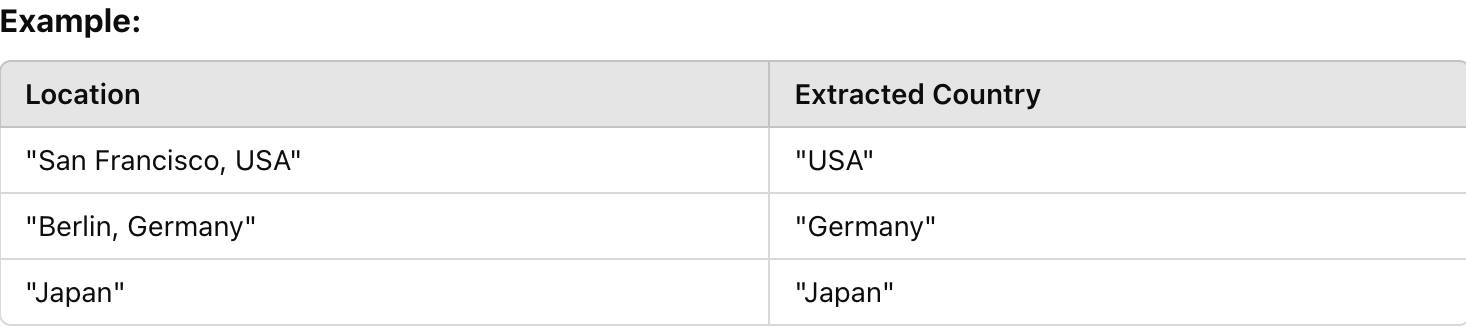 Example:
Location Extracted Country
"San Francisco, USA" "USA"
"Berlin, Germany" "Germany"
"Japan" "Japan"